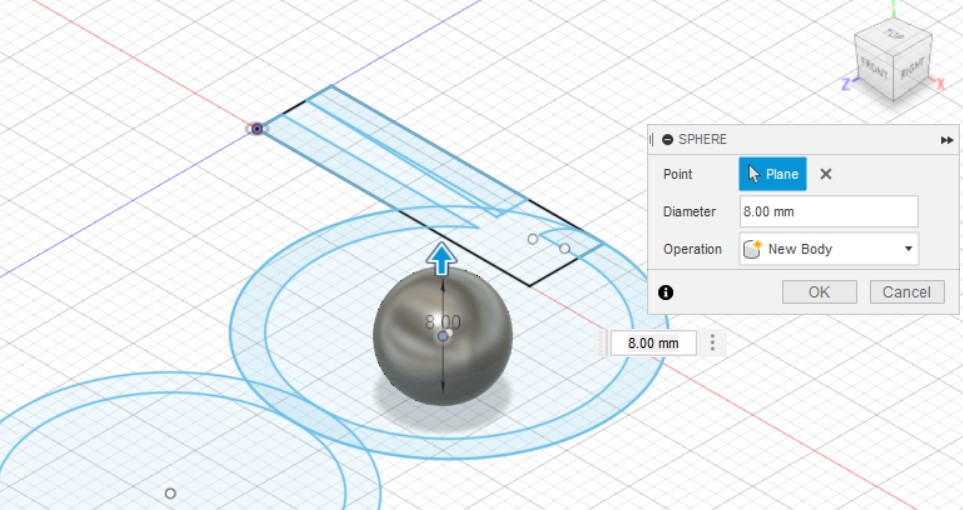 TOP
FRONT
RIGHT
Z
X
SPHERE
Point
Plane
Diameter
8.00 mm
Operation
New Body
OK
Cancel
8.00
8.00 mm